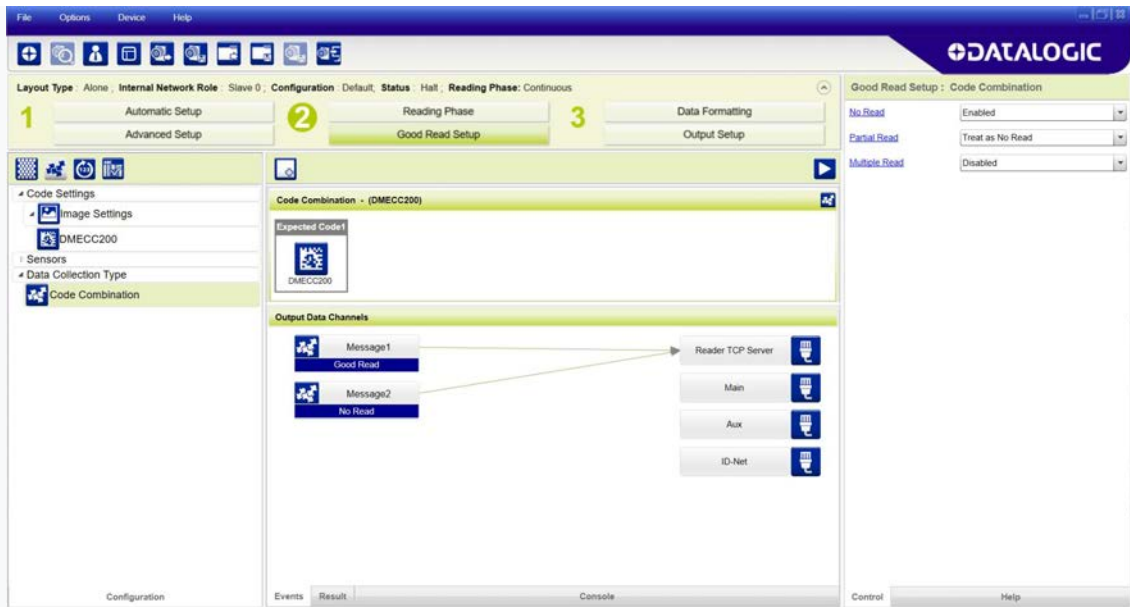 File Options Device Help
DATALOGIC
Layout Type : Alone ; Internal Network Role : Slave 0 ; Configuration : Default; Status : Halt ; Reading Phase: Continuous
1 Automatic Setup
Advanced Setup
2 Reading Phase
Good Read Setup
3 Data Formatting
Output Setup
Code Settings
Image Settings
DMECC200
Sensors
Data Collection Type
Code Combination
Configuration
Code Combination - (DMECC200)
Expected Code1
DMECC200
Output Data Channels
Message1
Good Read
Message2
No Read
Reader TCP Server
Main
Aux
ID-Net
Events Result Console
Good Read Setup : Code Combination
No Read Enabled
Partial Read Treat as No Read
Multiple Read Disabled
Control Help